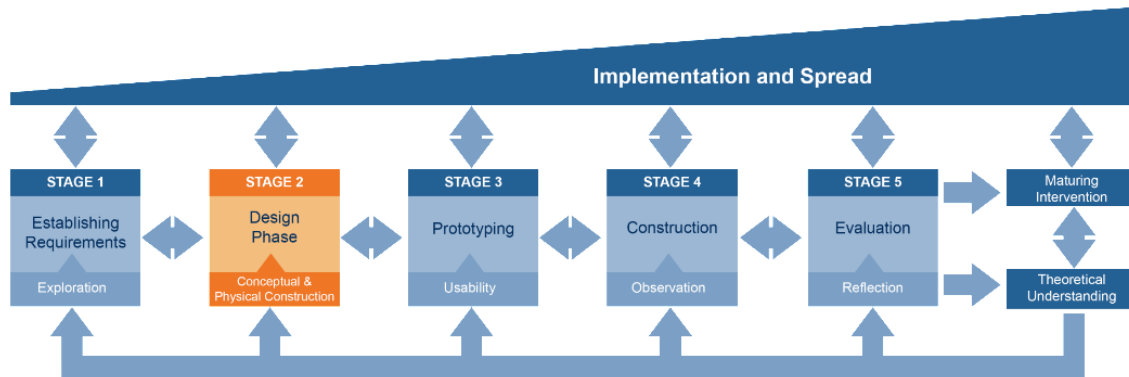 Implementation and Spread
STAGE 1
Establishing
Requirements
Exploration
STAGE 2
Design
Phase
Conceptual &
Physical Construction
STAGE 3
Prototyping
Usability
STAGE 4
Construction
Observation
STAGE 5
Evaluation
Reflection
Maturing
Intervention
Theoretical
Understanding